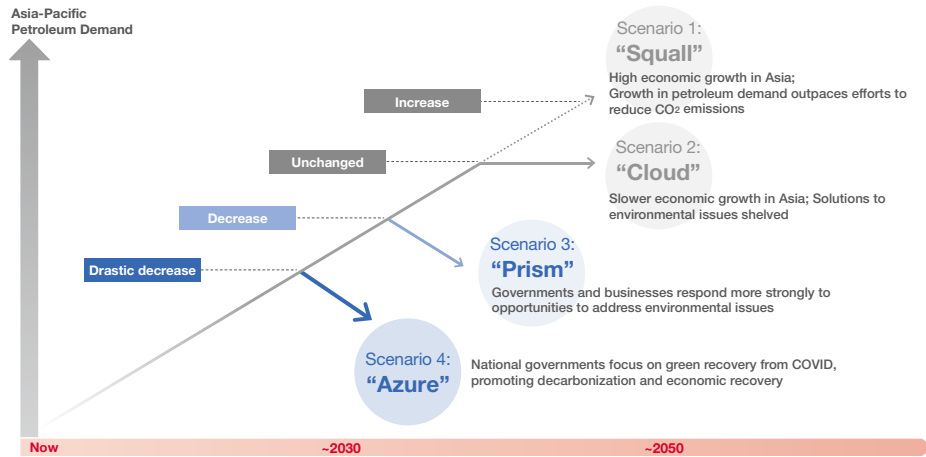 Asia-Pacific
Petroleum Demand
Scenario 1:
“Squall”
High economic growth in Asia;
Growth in petroleum demand outpaces efforts to
reduce CO2 emissions
Increase
Scenario 2:
“Cloud”
Slower economic growth in Asia; Solutions to
environmental issues shelved
Unchanged
Decrease
Scenario 3:
“Prism”
Governments and businesses respond more strongly to
opportunities to address environmental issues
Drastic decrease
Scenario 4:
“Azure”
National governments focus on green recovery from COVID,
promoting decarbonization and economic recovery
Now
~2030
~2050